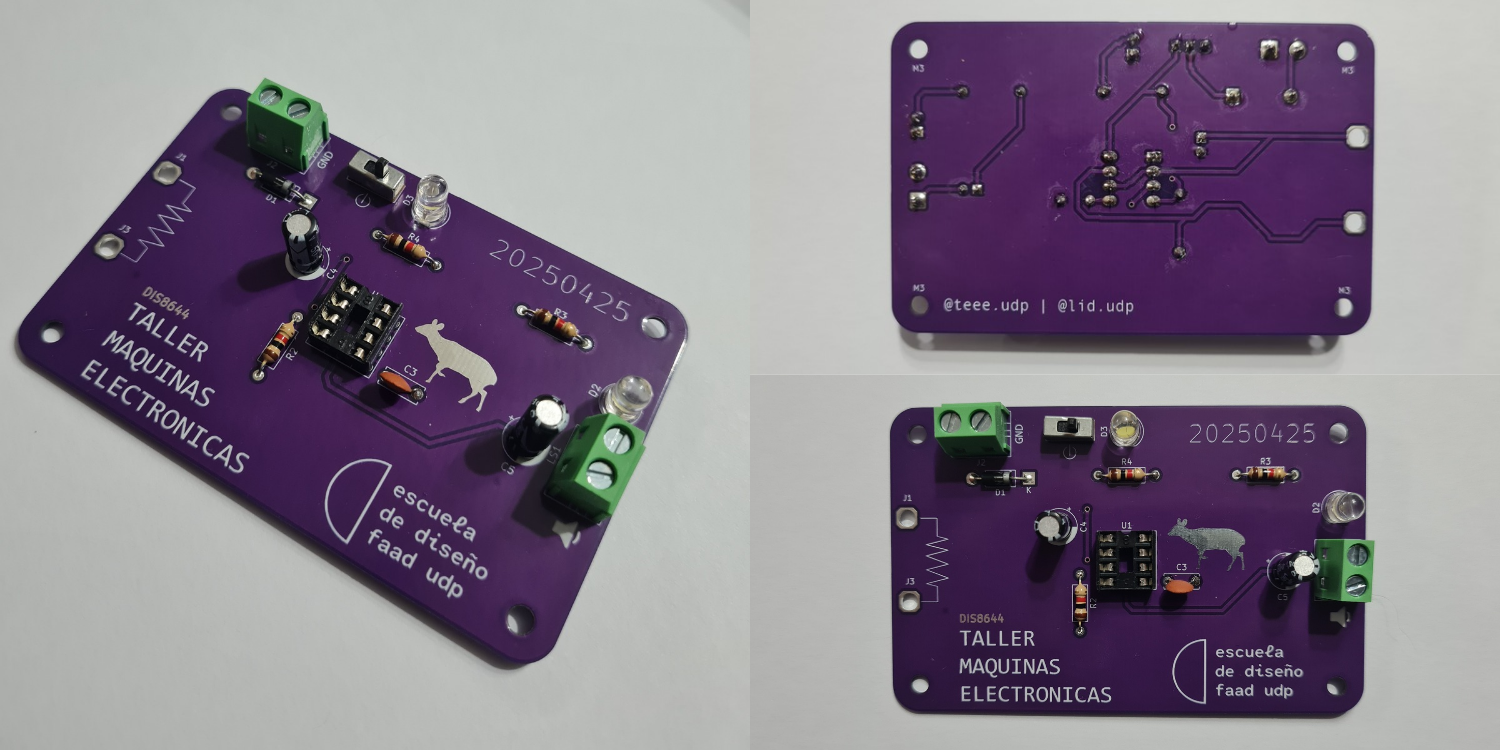 J1
J3
D1
GND
D3
R4
C4
20250425
R3
R2
C3
D2
C5
LS1
DIS8644
TALLER
MAQUINAS
ELECTRONICAS
escuela
de diseño
faad udp
M3
M3
M3
M3
@teee.udp | @lid.udp
GND
D3
20250425
R4
R3
D1
K
D2
J1
C4
U1
J3
R2
C3
C5
DIS8644
TALLER
MAQUINAS
ELECTRONICAS
escuela
de diseño
faad udp